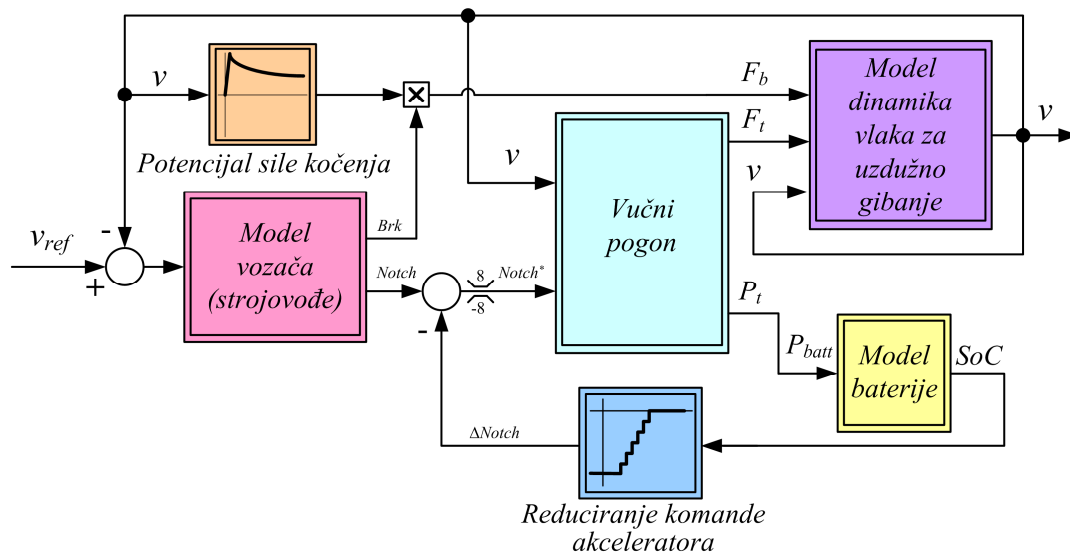 v
Potencijal sile kočenja
F_b
F_t
v
Model
dinamika
vlaka za
uzdužno
gibanje
v
v
Vučni
pogon
v_ref
-
+
Model
vozača
(strojovođe)
Brk
Notch
-
8
-8
Notch*
P_t
P_batt
Model
baterije
SoC
ΔNotch
Reduciranje komande
akceleratora